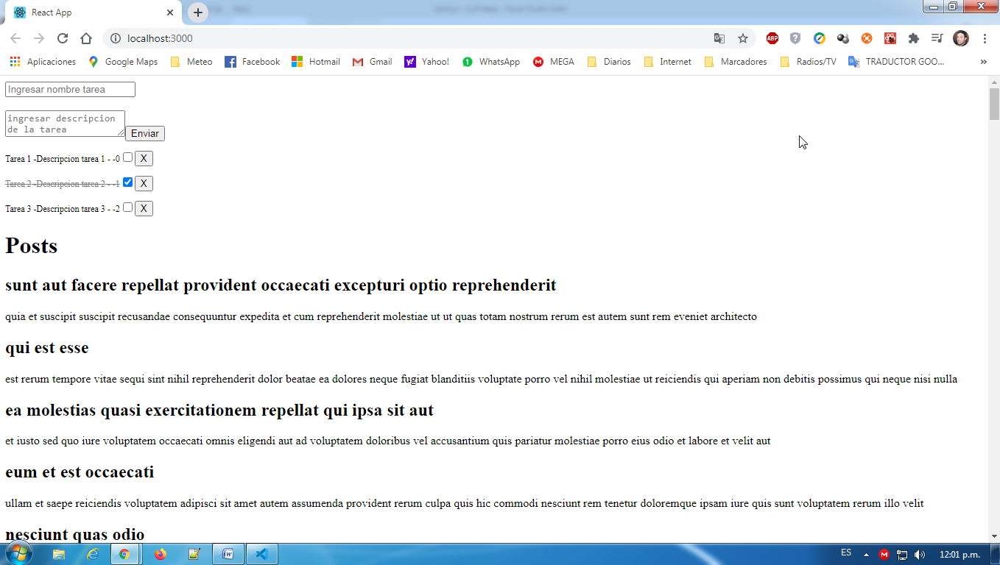 React App
localhost:3000
ABP
Aplicaciones Google Maps Meteo Facebook Hotmail Gmail Yahoo! WhatsApp MEGA Diarios Internet Marcadores Radios/TV TRADUCTOR GOO... »
Ingresar nombre tarea
ingresar descripcion
de la tarea
Enviar
Tarea 1 -Descripcion tarea 1 - -0 X
Tarea 2 -Descripcion tarea 2 - -1 X
Tarea 3 -Descripcion tarea 3 - -2 X
Posts
sunt aut facere repellat provident occaecati excepturi optio reprehenderit
quia et suscipit suscipit recusandae consequuntur expedita et cum reprehenderit molestiae ut ut quas totam nostrum rerum est autem sunt rem eveniet architecto
qui est esse
est rerum tempore vitae sequi sint nihil reprehenderit dolor beatae ea dolores neque fugiat blanditiis voluptate porro vel nihil molestiae ut reiciendis qui aperiam non debitis possimus qui neque nisi nulla
ea molestias quasi exercitationem repellat qui ipsa sit aut
et iusto sed quo iure voluptatem occaecati omnis eligendi aut ad voluptatem doloribus vel accusantium quis pariatur molestiae porro eius odio et labore et velit aut
eum et est occaecati
ullam et saepe reiciendis voluptatem adipisci sit amet autem assumenda provident rerum culpa quis hic commodi nesciunt rem tenetur doloremque ipsam iure quis sunt voluptatem rerum illo velit
nesciunt quas odio
ES 12:01 p.m.